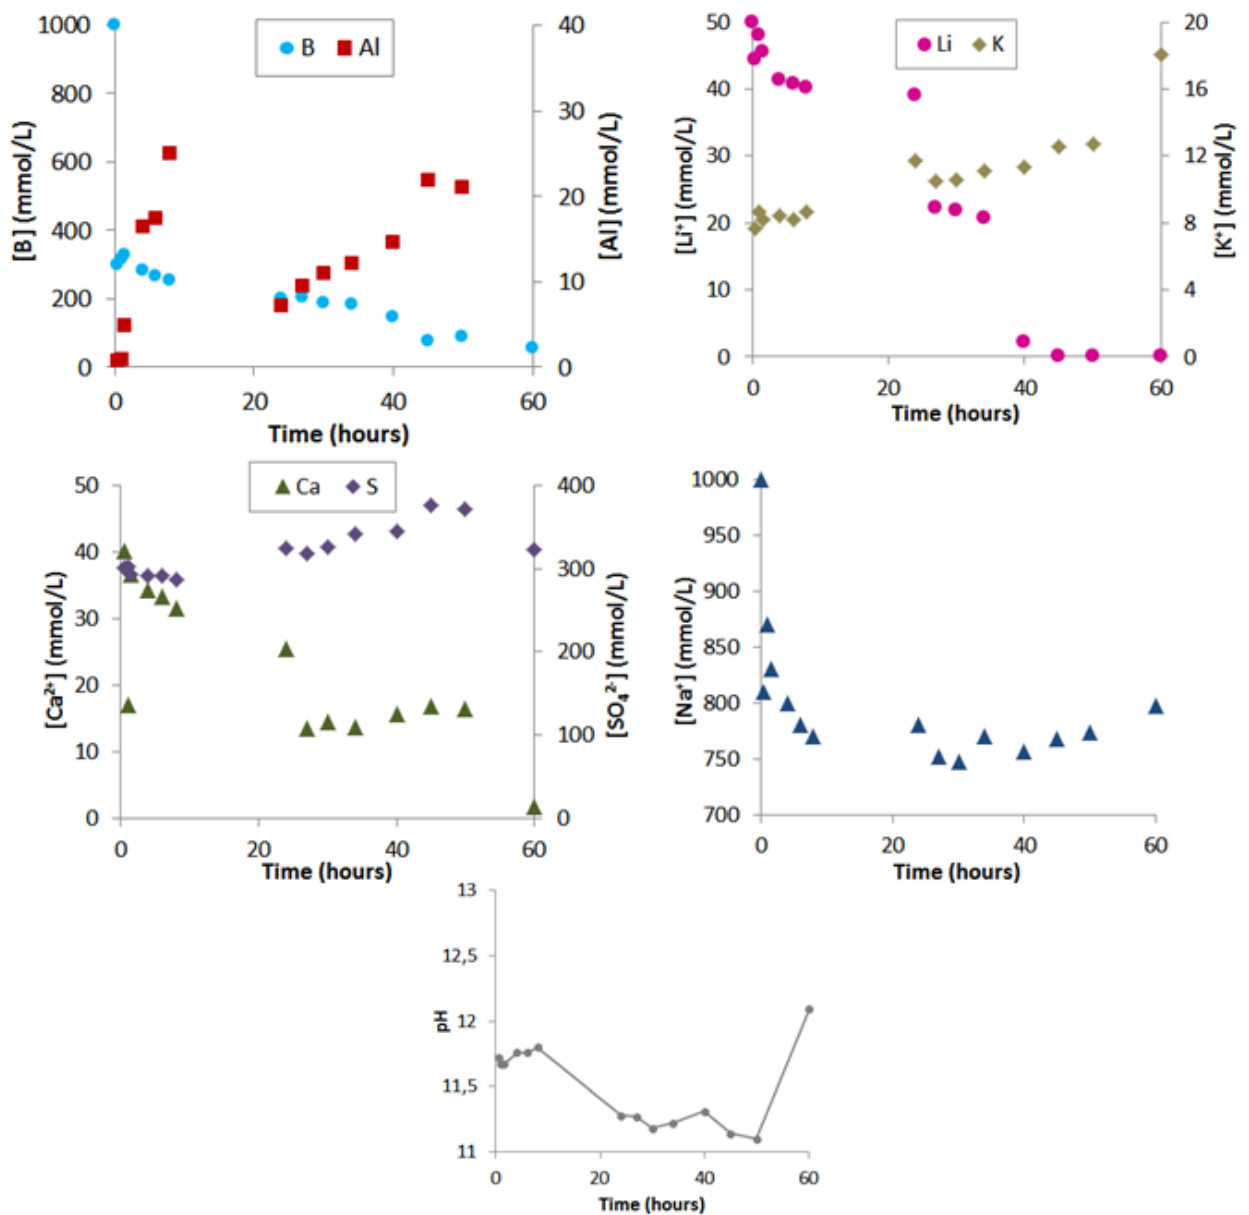 B Al
1000
800
600
400
200
0
[B] (mmol/L)
40
30
20
10
0
[Al] (mmol/L)
0 20 40 60
Time (hours)
Li K
50
40
30
20
10
0
[Li⁺] (mmol/L)
20
16
12
8
4
0
[K⁺] (mmol/L)
0 20 40 60
Time (hours)
Ca S
50
40
30
20
10
0
[Ca²⁺] (mmol/L)
400
300
200
100
0
[SO₄²⁻] (mmol/L)
0 20 40 60
Time (hours)
1000
950
900
850
800
750
700
[Na⁺] (mmol/L)
0 20 40 60
Time (hours)
13
12,5
12
11,5
11
pH
0 20 40 60
Time (hours)